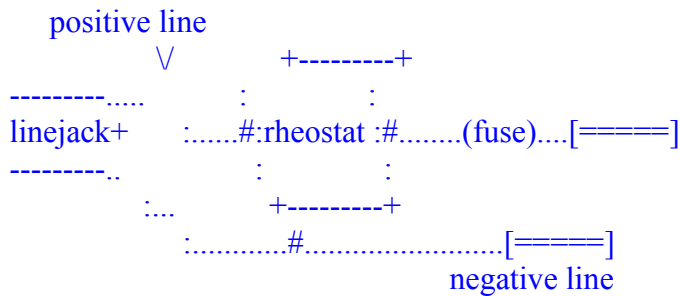 positive line
\/ +---------+
---------..... : :
linejack+ :......#:rheostat :#........(fuse)....[=====]
---------.. : :
:... +---------+
:............#.......................[=====]
negative line